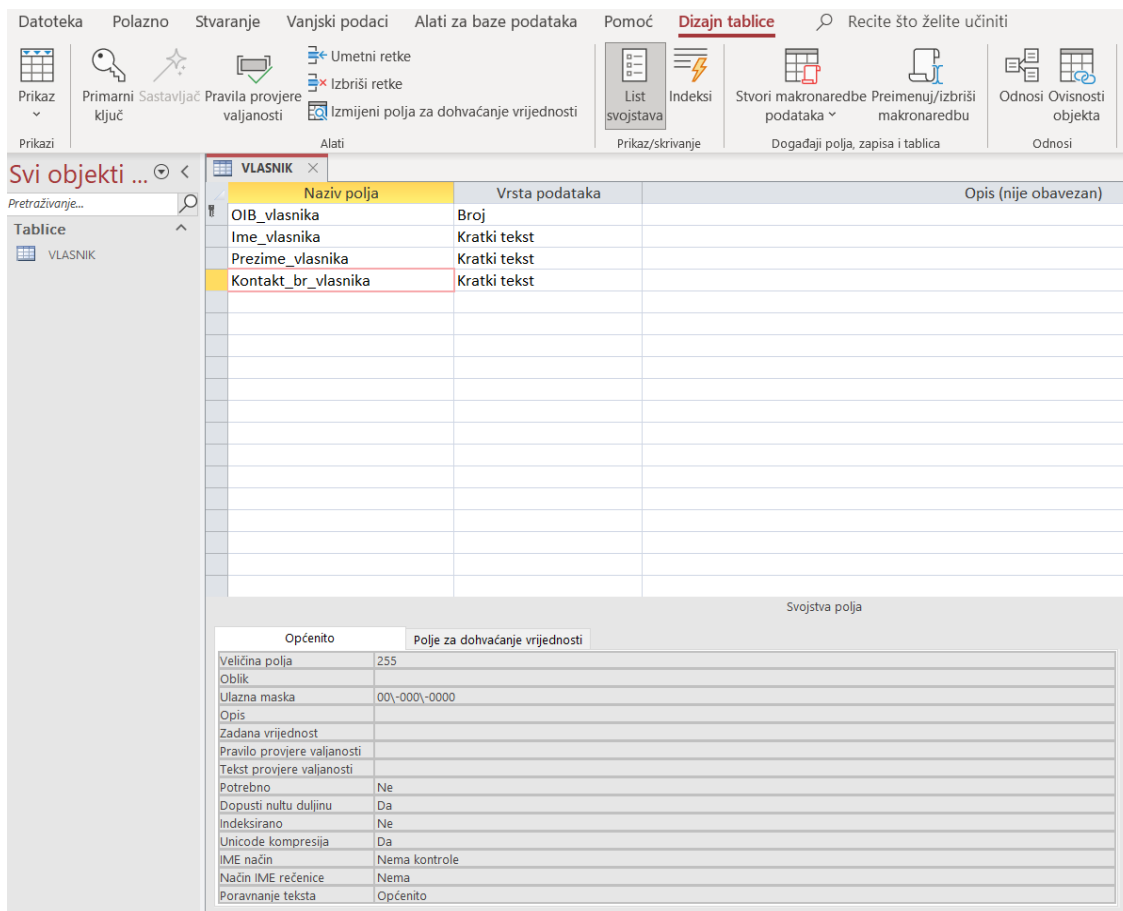 Datoteka Polazno Stvaranje Vanjski podaci Alati za baze podataka Pomoć Dizajn tablice Recite što želite učiniti
Prikaz
Primarni ključ
Sastavljač
Pravila provjere valjanosti
Umetni retke
Izbriši retke
Izmijeni polja za dohvaćanje vrijednosti
List svojstava
Indeksi
Stvori makronaredbe podataka
Preimenuj/izbriši makronaredbu
Odnosi
Ovisnosti objekta
Prikazi Alati Prikaz/skrivanje Događaji polja, zapisa i tablica Odnosi
Svi objekti ...
Pretraživanje...
Tablice
VLASNIK
VLASNIK
Naziv polja Vrsta podataka Opis (nije obavezan)
OIB_vlasnika Broj
Ime_vlasnika Kratki tekst
Prezime_vlasnika Kratki tekst
Kontakt_br_vlasnika Kratki tekst
Svojstva polja
Općenito Polje za dohvaćanje vrijednosti
Veličina polja 255
Oblik
Ulazna maska 00\-000\-0000
Opis
Zadana vrijednost
Pravilo provjere valjanosti
Tekst provjere valjanosti
Potrebno Ne
Dopusti nultu duljinu Da
Indeksirano Ne
Unicode kompresija Da
IME način Nema kontrole
Način IME rečenice Nema
Poravnanje teksta Općenito